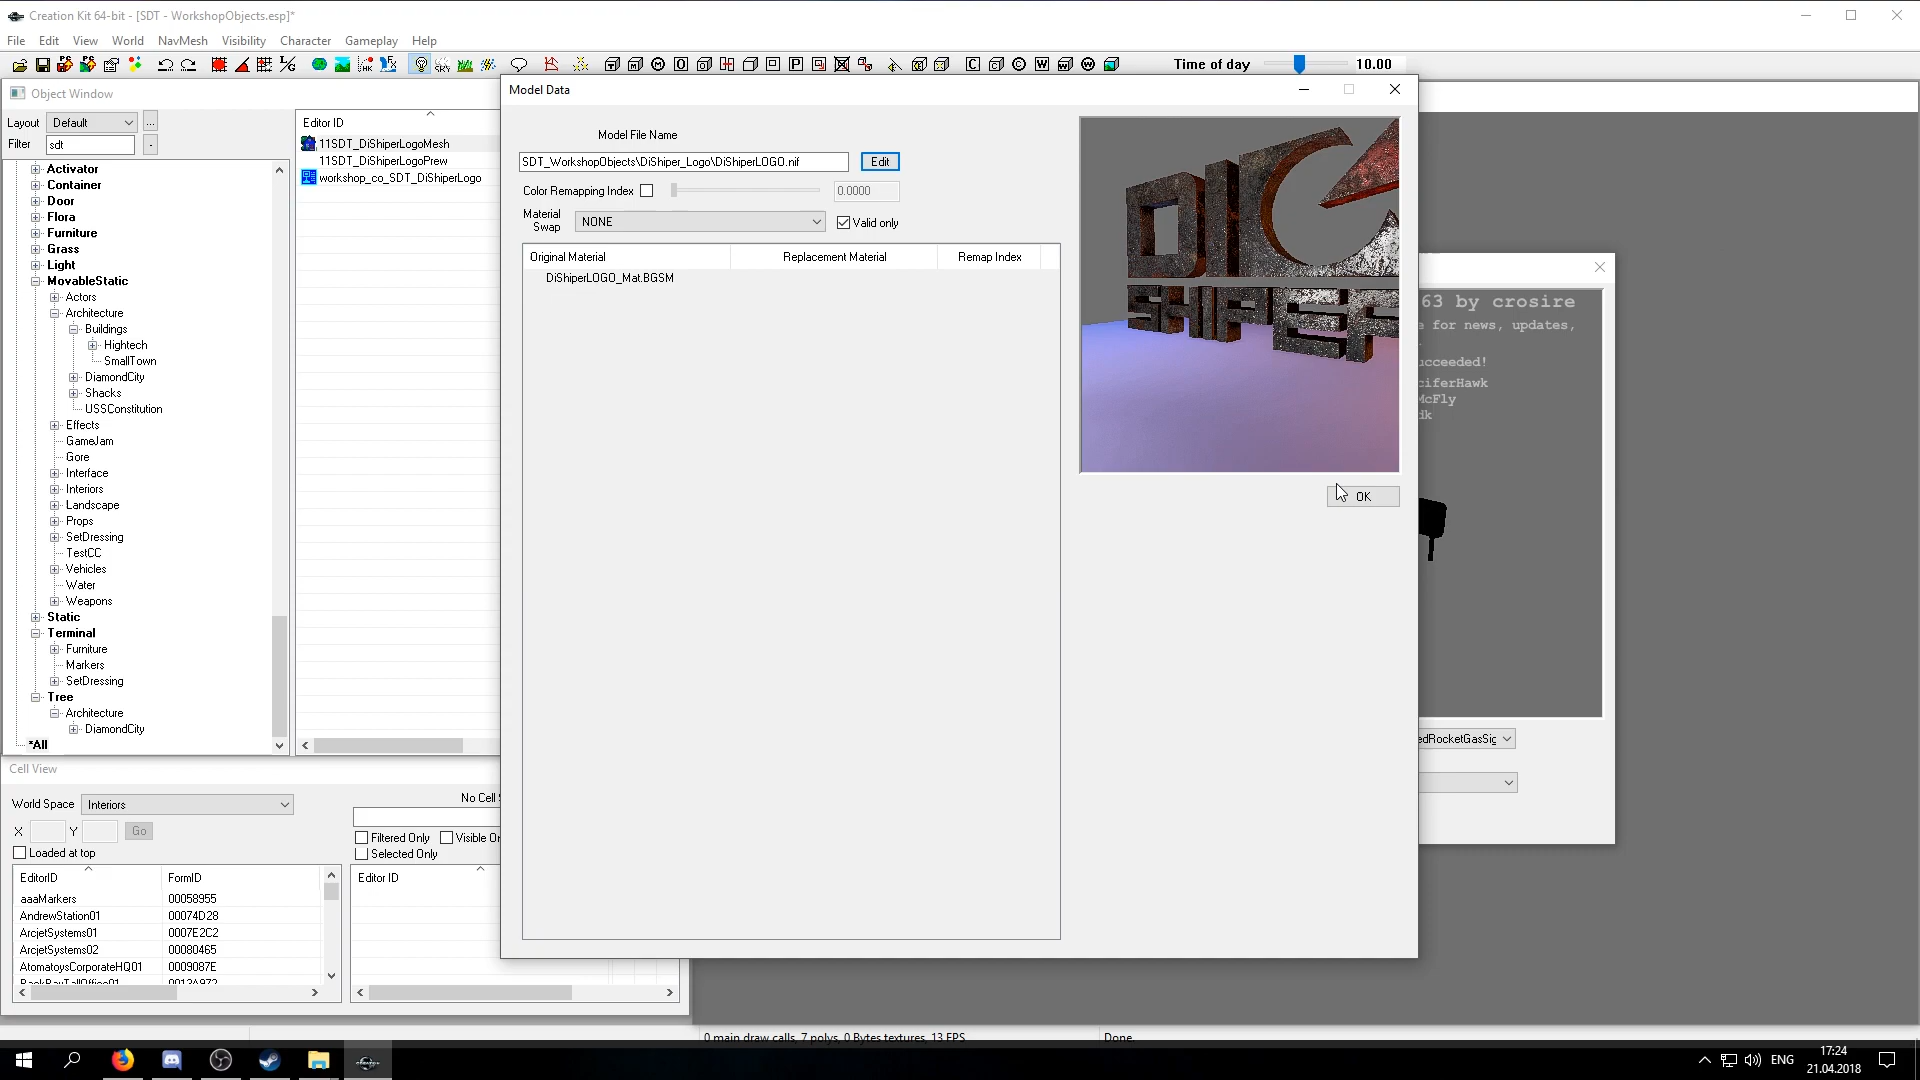 Creation Kit 64-bit - [SDT - WorkshopObjects.esp]*
File Edit View World NavMesh Visibility Character Gameplay Help
Time of day 10.00
Object Window
Layout Default ...
Filter sdt -
Activator
Container
Door
Flora
Furniture
Grass
Light
MovableStatic
Actors
Architecture
Buildings
Hightech
SmallTown
DiamondCity
Shacks
USSConstitution
Effects
GameJam
Gore
Interface
Interiors
Landscape
Props
SetDressing
TestCC
Vehicles
Water
Weapons
Static
Terminal
Furniture
Markers
SetDressing
Tree
Architecture
DiamondCity
*All
Editor ID
11SDT_DiShiperLogoMesh
11SDT_DiShiperLogoPrew
workshop_co_SDT_DiShiperLogo
Model Data
Model File Name
SDT_WorkshopObjects\DiShiper_Logo\DiShiperLOGO.nif Edit
Color Remapping Index 0.0000
Material Swap NONE Valid only
Original Material Replacement Material Remap Index
DiShiperLOGO_Mat.BGSM
SHIPER
OK
63 by crosire
e for news, updates,
ucceeded!
ciferHawk
McFly
dk
edRocketGasSig
Cell View
World Space Interiors
X Y Go
Loaded at top
EditorID FormID
aaaMarkers 00058955
AndrewStation01 00074D28
ArcjetSystems01 0007E2C2
ArcjetSystems02 00080465
AtomatoysCorporateHQ01 0009087E
No Cell
Filtered Only Visible On
Selected Only
Editor ID
0 main draw calls, 7 polys, 0 Bytes textures, 13 FPS
Done
ENG
17:24
21.04.2018